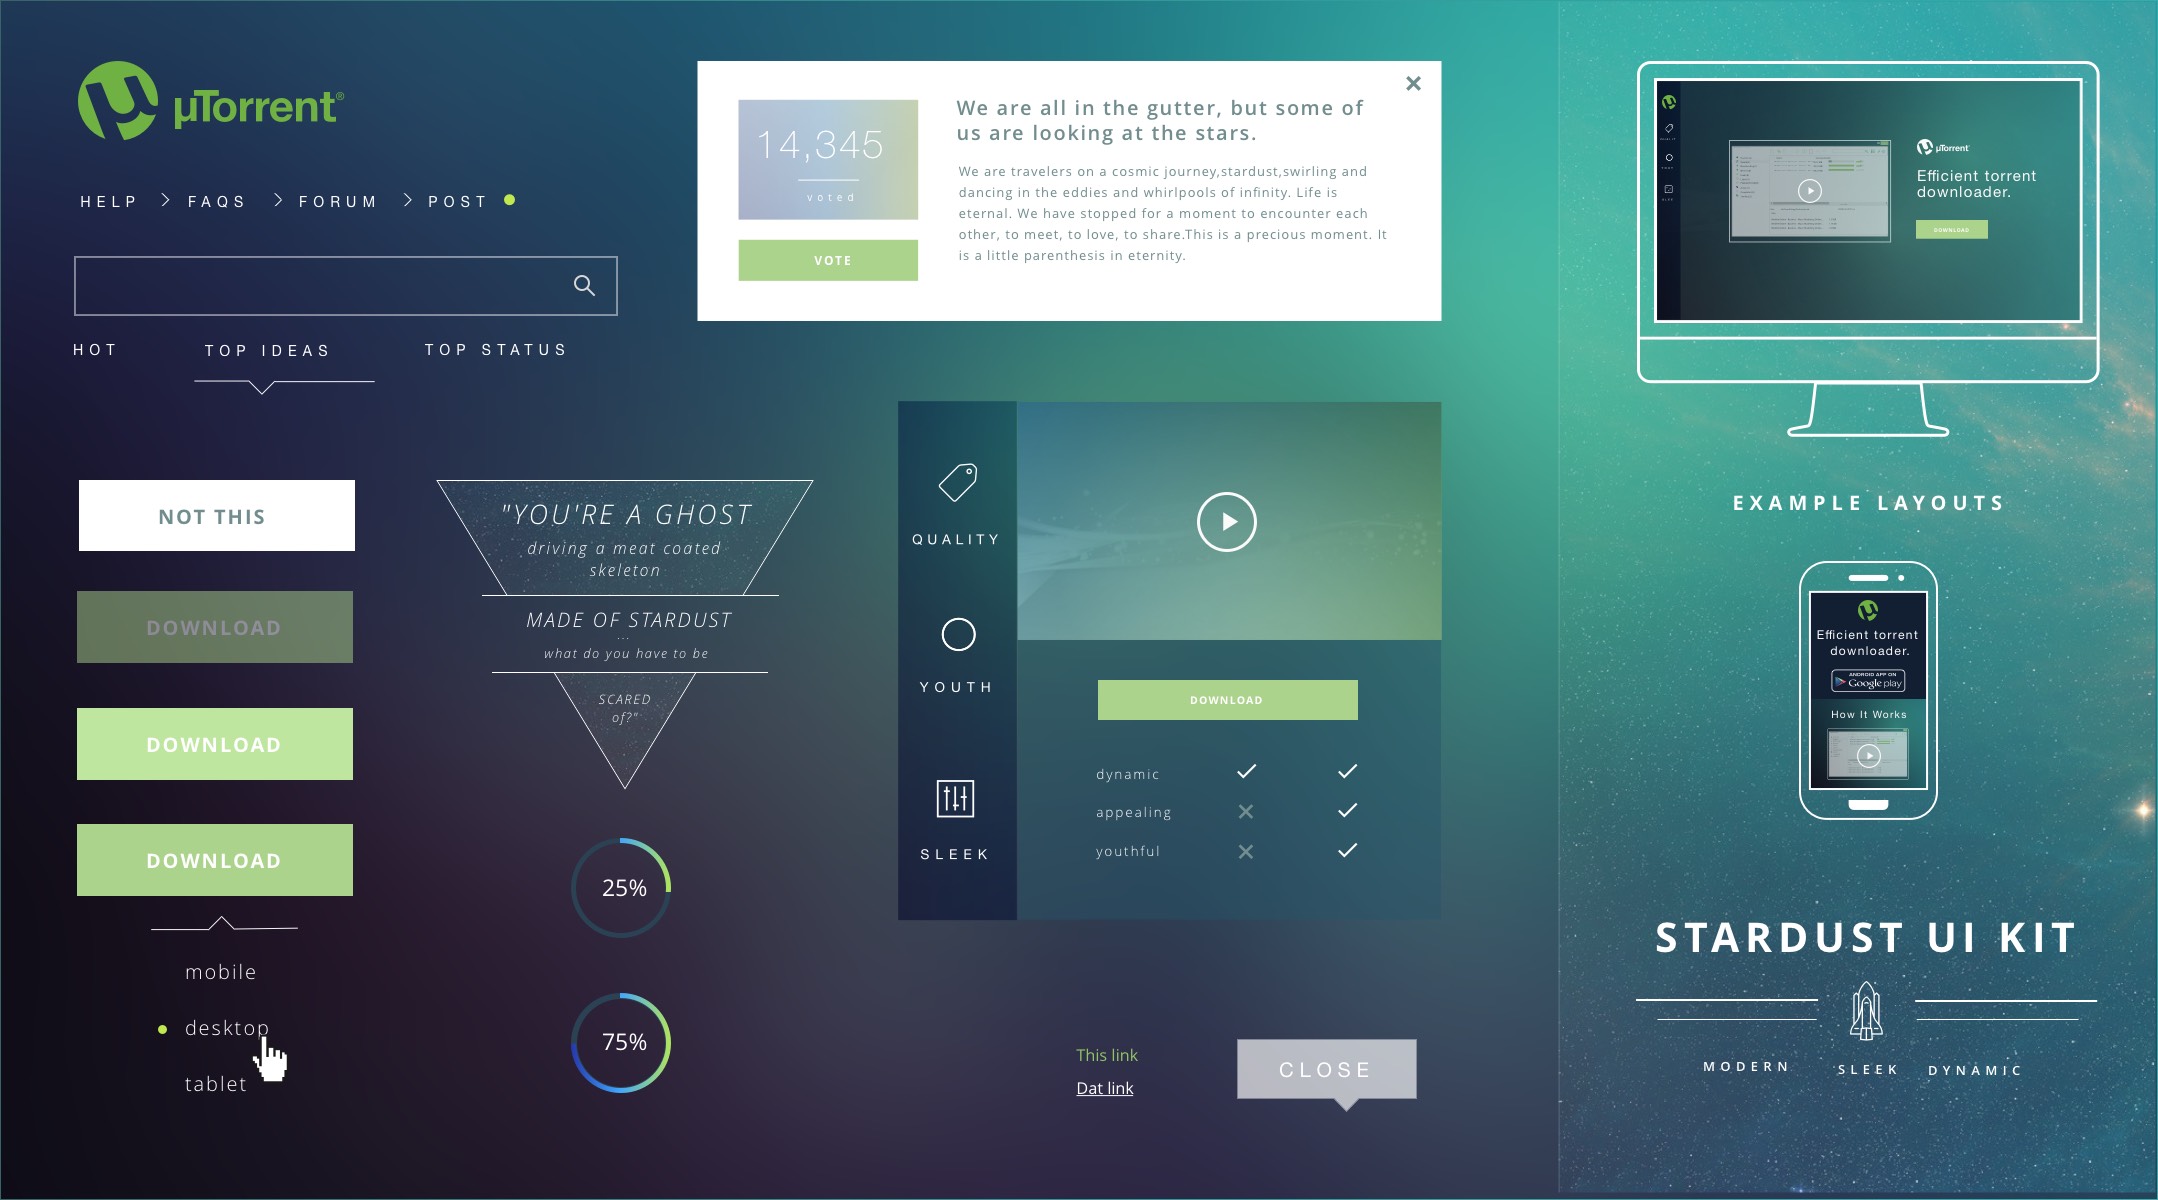 µTorrent®
HELP > FAQS > FORUM > POST
HOT TOP IDEAS TOP STATUS
14,345
voted
VOTE
We are all in the gutter, but some of
us are looking at the stars.
We are travelers on a cosmic journey,stardust,swirling and
dancing in the eddies and whirlpools of infinity. Life is
eternal. We have stopped for a moment to encounter each
other, to meet, to love, to share.This is a precious moment. It
is a little parenthesis in eternity.
NOT THIS
DOWNLOAD
DOWNLOAD
DOWNLOAD
mobile
desktop
tablet
"YOU'RE A GHOST
driving a meat coated
skeleton
MADE OF STARDUST
...
what do you have to be
SCARED
of?"
25%
75%
QUALITY
YOUTH
SLEEK
DOWNLOAD
dynamic
appealing
youthful
This link
Dat link
CLOSE
µTorrent
Efficient torrent
downloader.
DOWNLOAD
EXAMPLE LAYOUTS
Efficient torrent
downloader.
ANDROID APP ON
Google play
How It Works
STARDUST UI KIT
MODERN SLEEK DYNAMIC